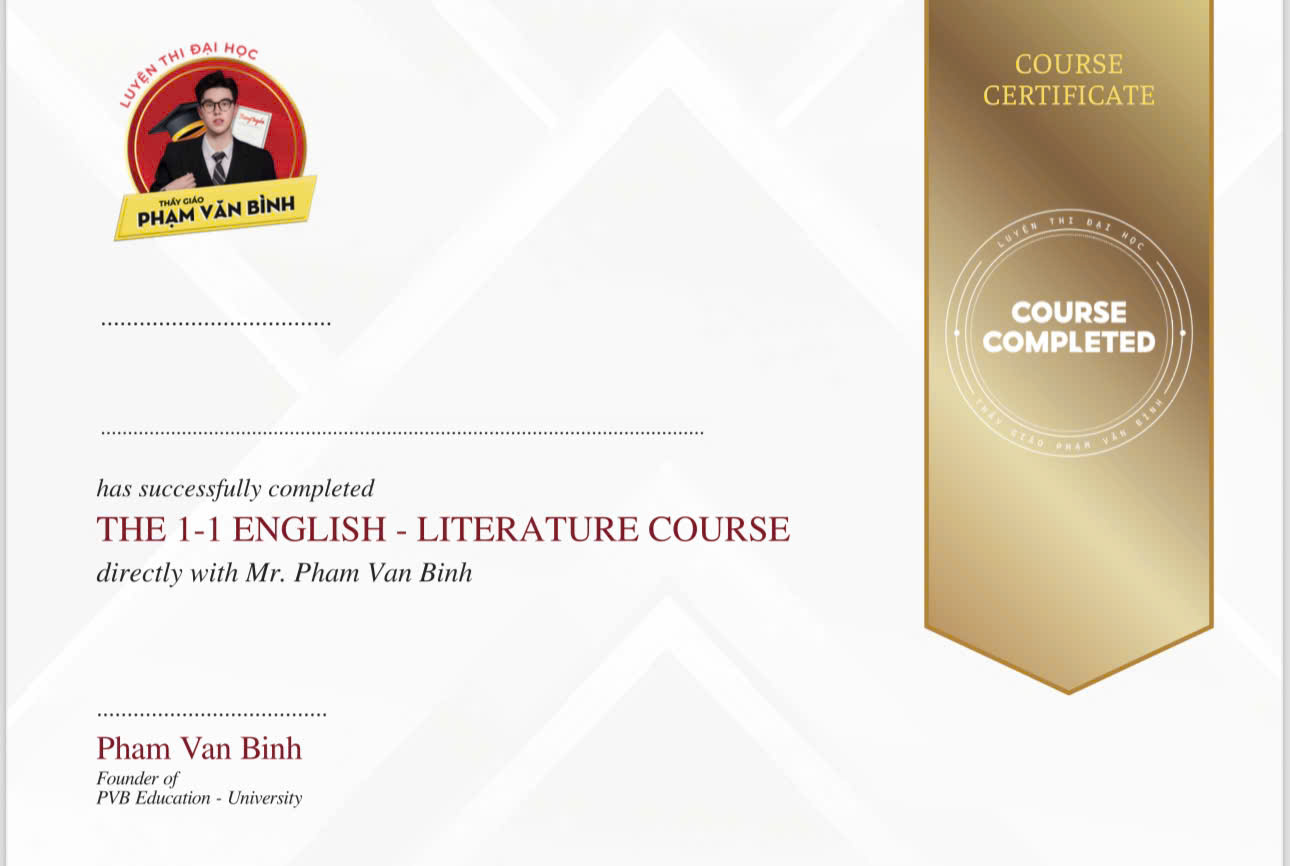 LUYỆN THI ĐẠI HỌC
THẦY GIÁO
PHẠM VĂN BÌNH
COURSE
CERTIFICATE
LUYỆN THI ĐẠI HỌC
COURSE
COMPLETED
THẦY GIÁO PHẠM VĂN BÌNH
...................................
...........................................................................................
has successfully completed
THE 1-1 ENGLISH - LITERATURE COURSE
directly with Mr. Pham Van Binh
...................................
Pham Van Binh
Founder of
PVB Education - University